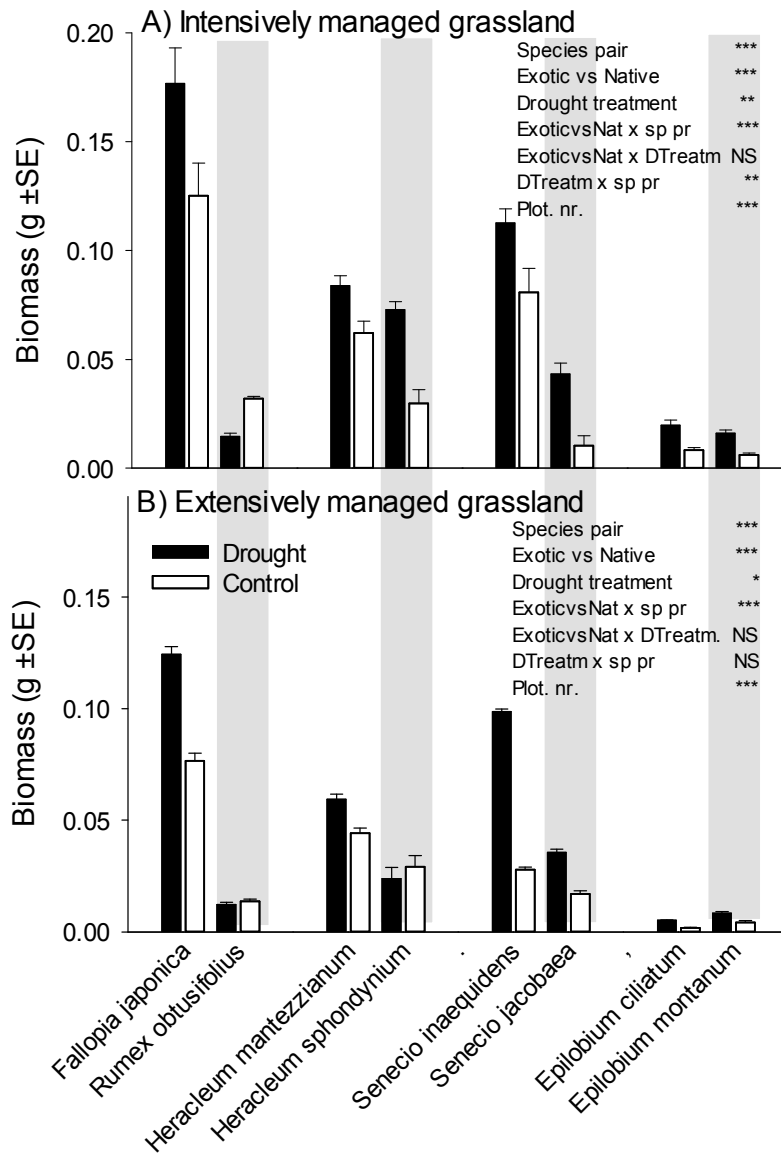 A) Intensively managed grassland
0.20
Species pair ***
Exotic vs Native ***
Drought treatment **
ExoticvsNat x sp pr ***
ExoticvsNat x DTreatm NS
DTreatm x sp pr **
Plot. nr. ***
0.15
0.10
0.05
0.00
Biomass (g ±SE)
B) Extensively managed grassland
Drought
Control
Species pair ***
Exotic vs Native ***
Drought treatment *
ExoticvsNat x sp pr ***
ExoticvsNat x DTreatm. NS
DTreatm x sp pr NS
Plot. nr. ***
0.15
0.10
0.05
0.00
Biomass (g ±SE)
Fallopia japonica
Rumex obtusifolius
Heracleum mantezzianum
Heracleum sphondynium
.
Senecio inaequidens
Senecio jacobaea
,
Epilobium ciliatum
Epilobium montanum